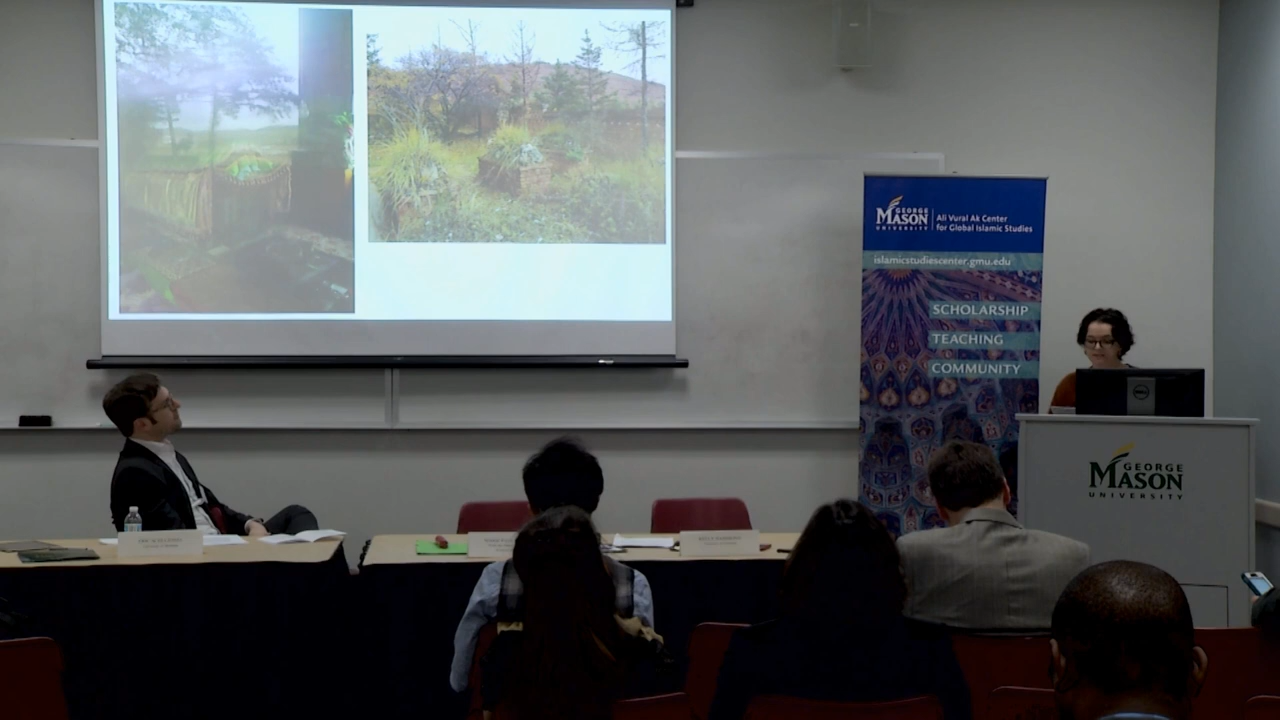 GEORGE
MASON
UNIVERSITY
Ali Vural Ak Center
for Global Islamic Studies
islamicstudiescenter.gmu.edu
SCHOLARSHIP
TEACHING
COMMUNITY
DELL
GEORGE
MASON
UNIVERSITY